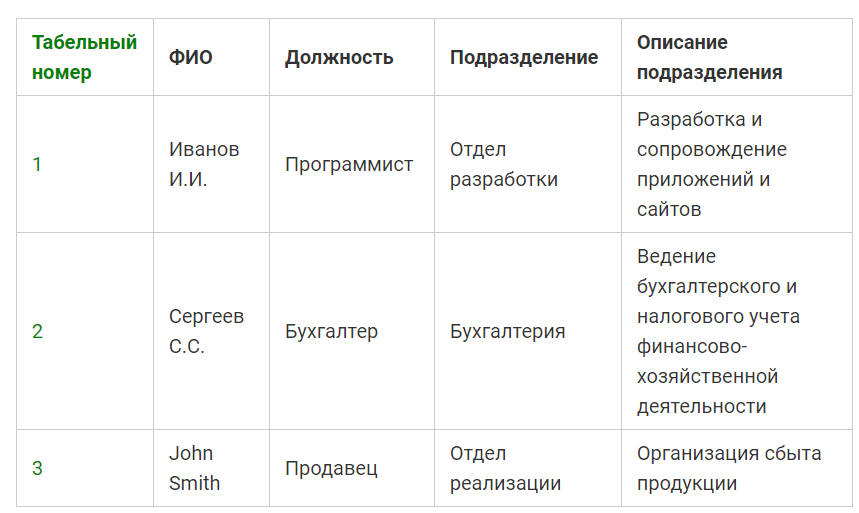 Табельный номер
ФИО
Должность
Подразделение
Описание подразделения
1
Иванов И.И.
Программист
Отдел разработки
Разработка и
сопровождение
приложений и
сайтов
2
Сергеев С.С.
Бухгалтер
Бухгалтерия
Ведение
бухгалтерского и
налогового учета
финансово-
хозяйственной
деятельности
3
John Smith
Продавец
Отдел реализации
Организация сбыта
продукции